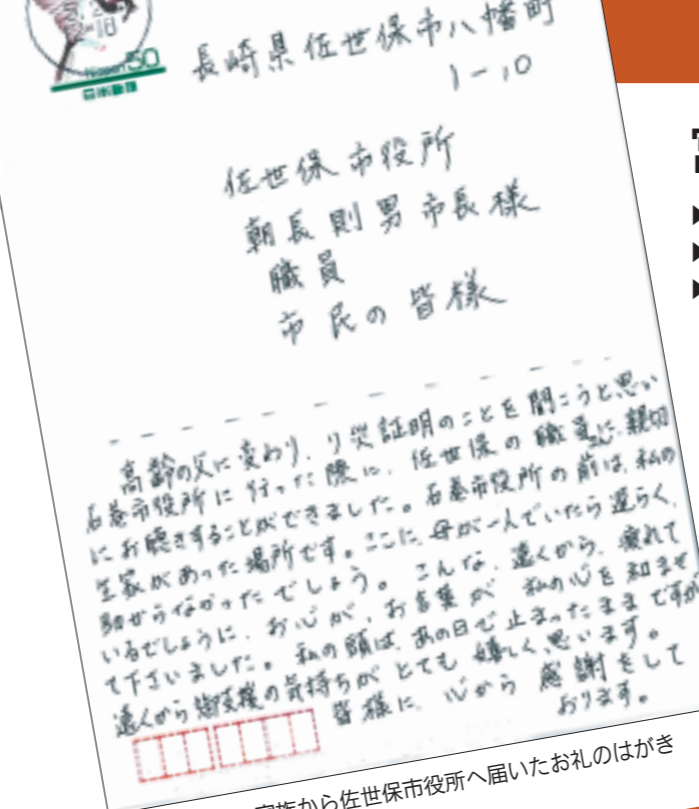 50
日本郵便
長崎県佐世保市八幡町
1-10
佐世保市役所
朝長則男市長様
職員
市民の皆様
高齢の父に変わり、り災証明のことを聞こうと思い
石巻市役所に行った際に、佐世保の職員に、親切
にお聴きすることができました。石巻市役所の前は、私の
生家があった場所です。ここに、母が一人でいたら、恐らく、
助からなかったでしょう。こんな、遠くから、疲れて
いるでしょうに、お心が、お言葉が、私の心を和ませ
て下さいました。私の顔は、あの日で止まったままですが
遠くから御支援の気持ちがとても嬉しく、思います。
皆様に、心から感謝をして
おります。
家族から佐世保市役所へ届いたお礼のはがき